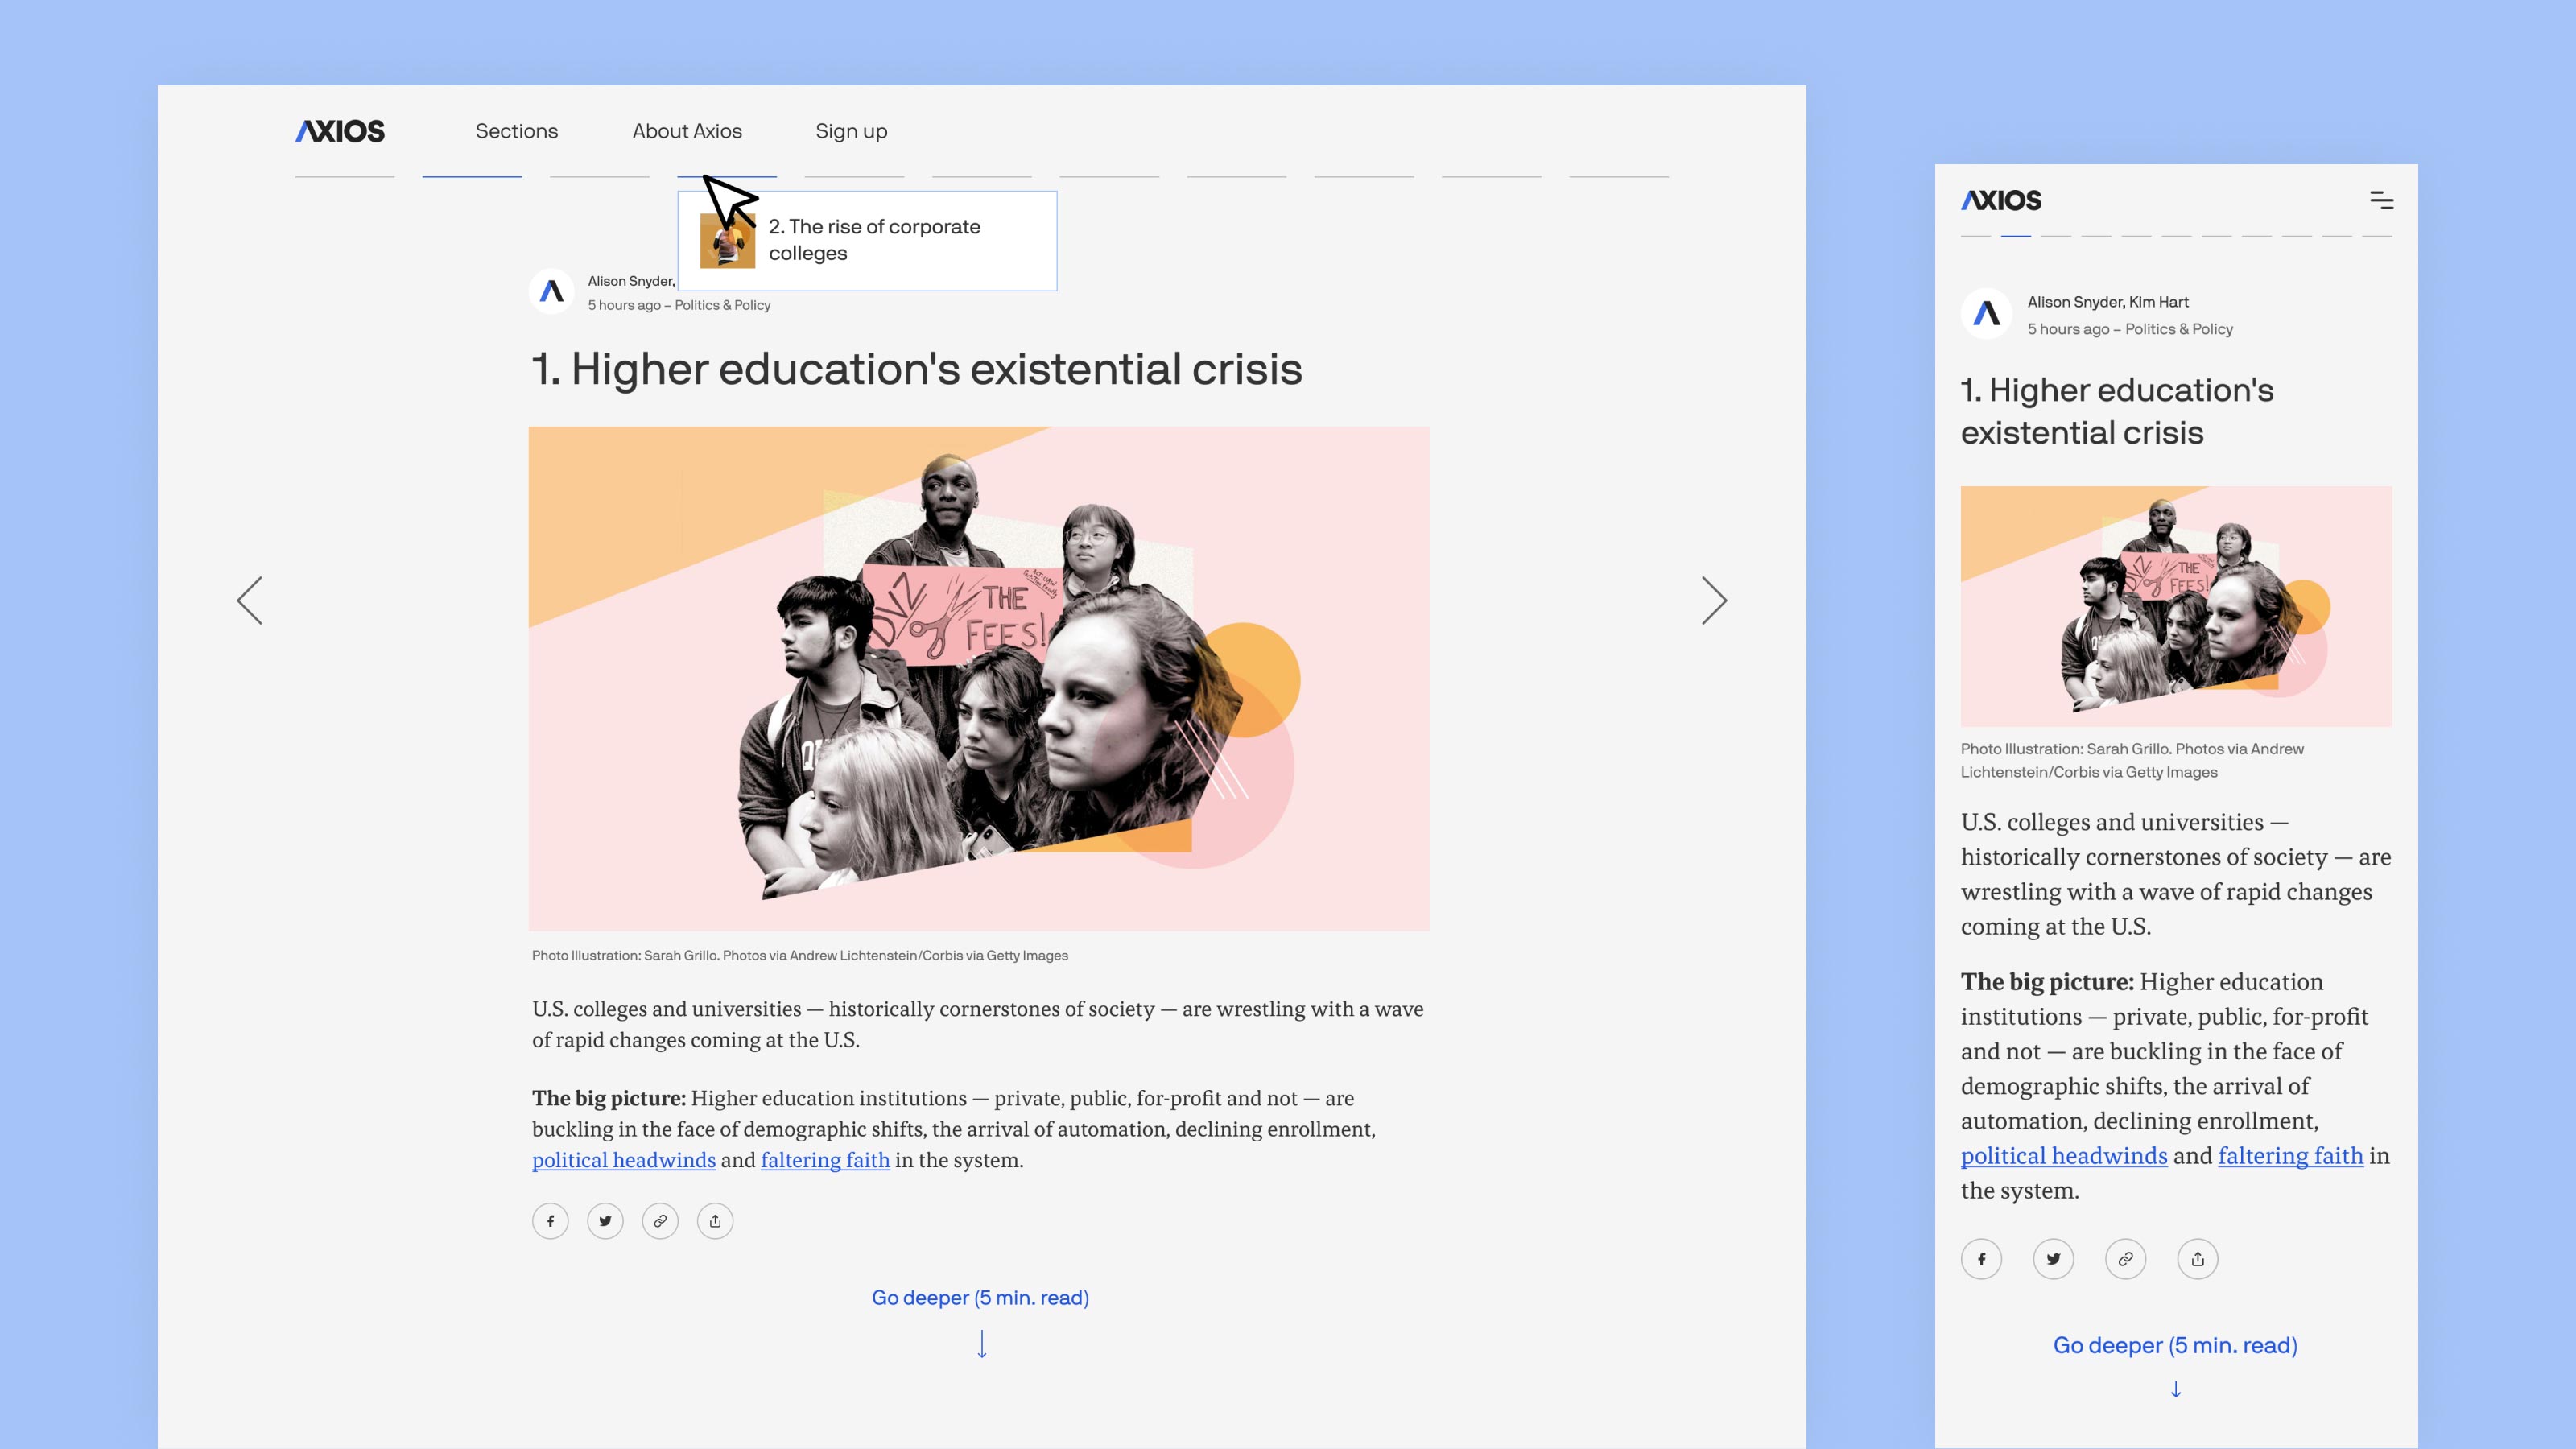 AXIOS
Sections
About Axios
Sign up
2. The rise of corporate
colleges
Alison Snyder,
5 hours ago – Politics & Policy
1. Higher education's existential crisis
THE
FEES!
Photo Illustration: Sarah Grillo. Photos via Andrew Lichtenstein/Corbis via Getty Images
U.S. colleges and universities — historically cornerstones of society — are wrestling with a wave
of rapid changes coming at the U.S.
The big picture: Higher education institutions — private, public, for-profit and not — are
buckling in the face of demographic shifts, the arrival of automation, declining enrollment,
political headwinds and faltering faith in the system.
Go deeper (5 min. read)
AXIOS
Alison Snyder, Kim Hart
5 hours ago – Politics & Policy
1. Higher education's
existential crisis
THE
FEES!
Photo Illustration: Sarah Grillo. Photos via Andrew
Lichtenstein/Corbis via Getty Images
U.S. colleges and universities —
historically cornerstones of society — are
wrestling with a wave of rapid changes
coming at the U.S.
The big picture: Higher education
institutions — private, public, for-profit
and not — are buckling in the face of
demographic shifts, the arrival of
automation, declining enrollment,
political headwinds and faltering faith in
the system.
Go deeper (5 min. read)